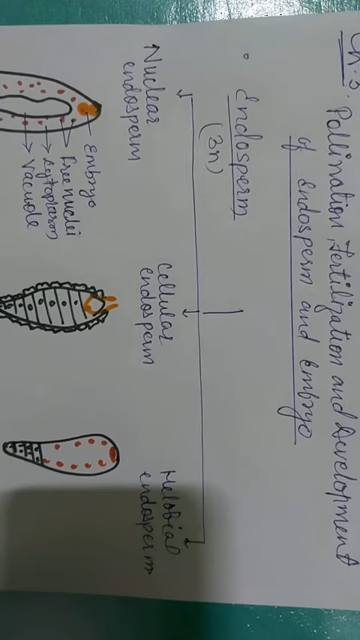 Ch 3. Pollination, Fertilization and Development
of Endosperm and Embryo
• Endosperm
(3n)
Nuclear
endosperm
Cellular
endosperm
Helobial
endosperm
Embryo
Free nuclei
Cytoplasm
Vacuole